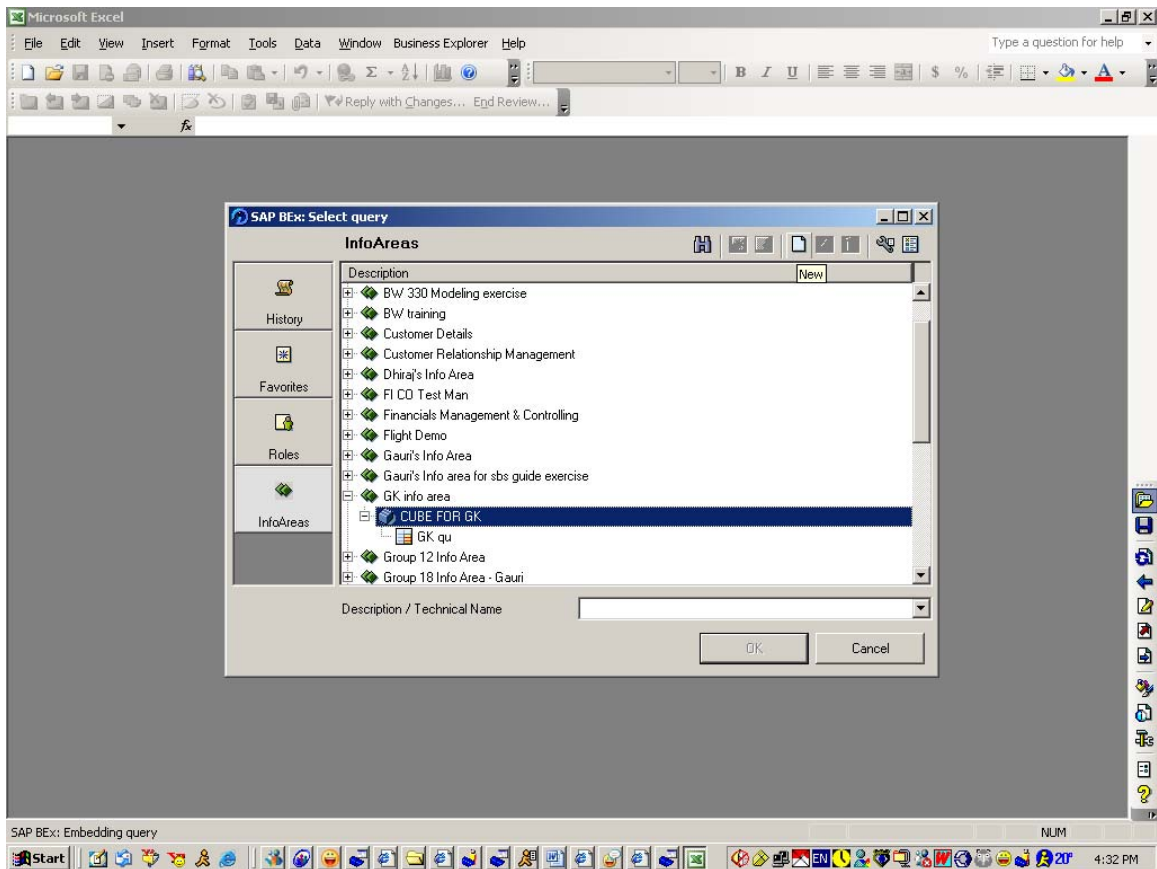 Microsoft Excel
File Edit View Insert Format Tools Data Window Business Explorer Help Type a question for help
B I U $ %
Reply with Changes... End Review...
fx
SAP BEx: Select query
InfoAreas
New
Description
History
Favorites
Roles
InfoAreas
BW 330 Modeling exercise
BW training
Customer Details
Customer Relationship Management
Dhiraj's Info Area
FI CO Test Man
Financials Management & Controlling
Flight Demo
Gauri's Info Area
Gauri's Info area for sbs guide exercise
GK info area
CUBE FOR GK
GK qu
Group 12 Info Area
Group 18 Info Area - Gauri
Description / Technical Name
OK Cancel
SAP BEx: Embedding query NUM
Start EN 20° 4:32 PM